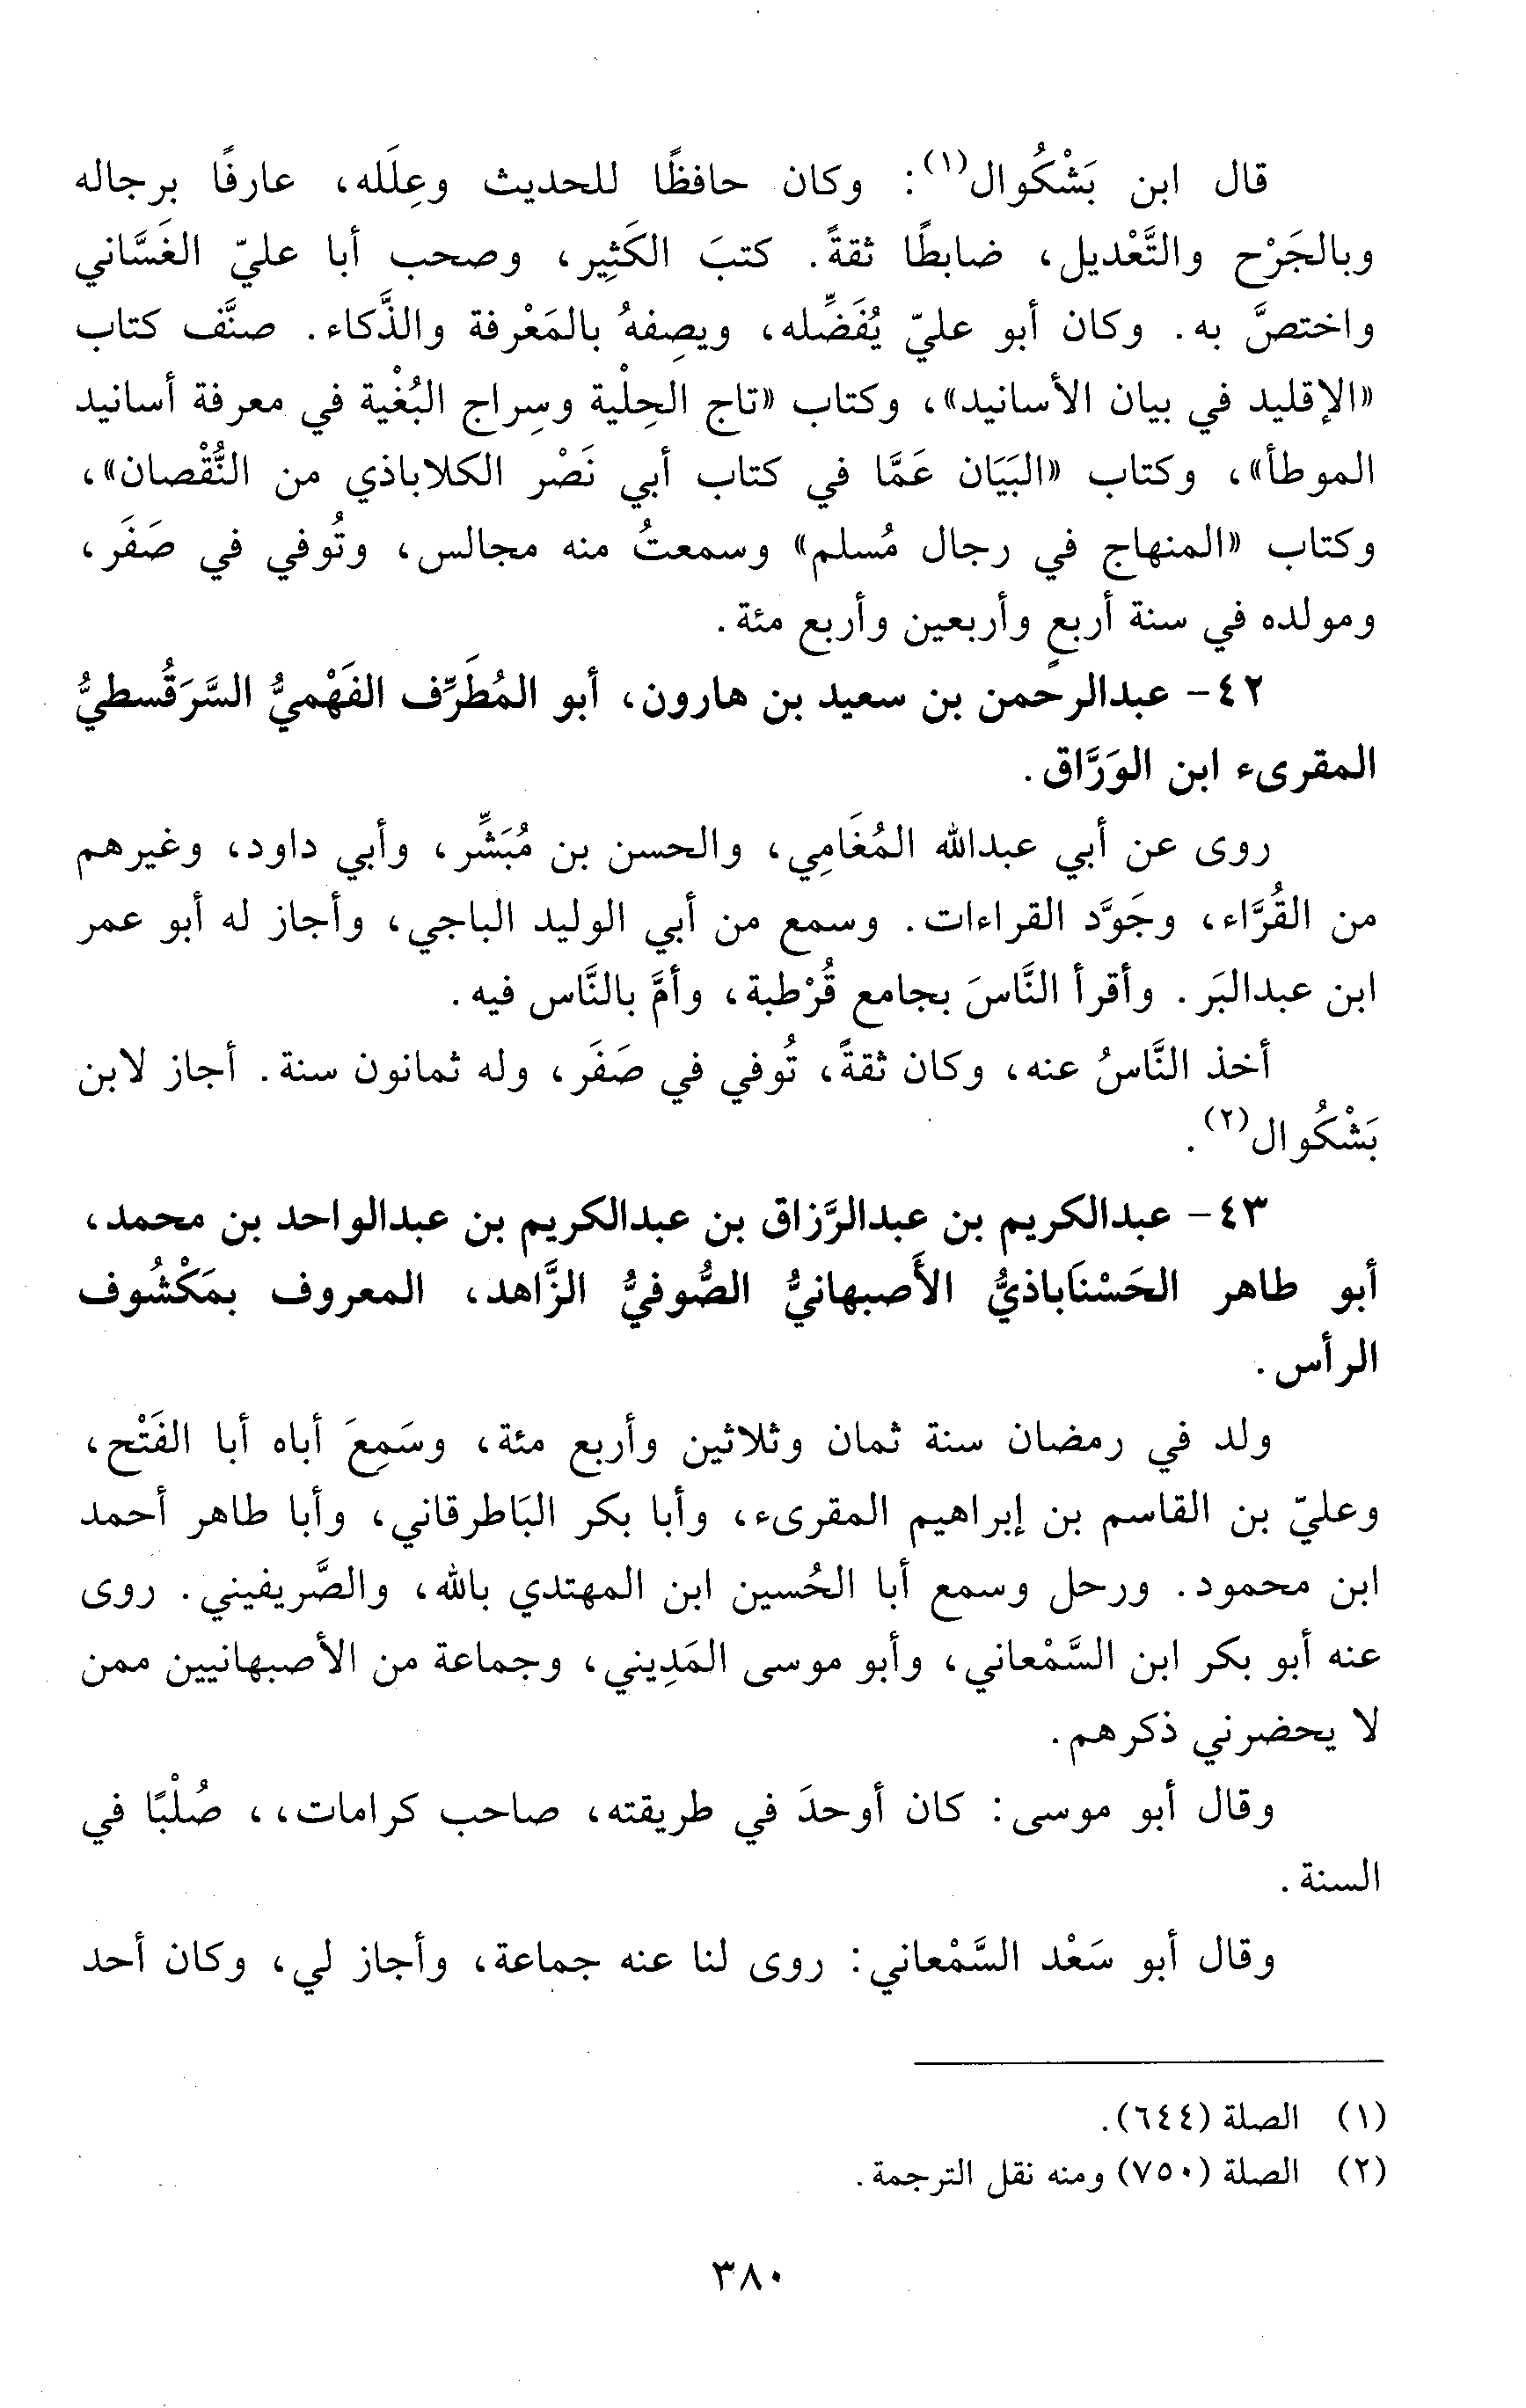 قال ابن بَشْكُوال(١): وكان حافظًا للحديث وعِلَله، عارفًا برجاله
وبالجَرْح والتَّعْديل، ضابطًا ثقةً. كتبَ الكَثِير، وصحب أبا عليّ الغَسَّاني
واختصَّ به. وكان أبو عليّ يُفَضِّله، ويصِفهُ بالمَعْرفة والذَّكاء. صنَّف كتاب
«الإقليد في بيان الأسانيد»، وكتاب «تاج الحِلْية وسِراج البُغْية في معرفة أسانيد
الموطأ»، وكتاب «البَيَان عَمَّا في كتاب أبي نَصْر الكلاباذي من النُّقْصان»،
وكتاب «المنهاج في رجال مُسلم» وسمعتُ منه مجالس، وتُوفي في صَفَر،
ومولده في سنة أربعٍ وأربعين وأربع مئة.
٤٢- عبدالرحمن بن سعيد بن هارون، أبو المُطَرِّف الفَهْميُّ السَّرَقُسطيُّ
المقرىء ابن الوَرَّاق.
روى عن أبي عبدالله المُغَامِي، والحسن بن مُبَشِّر، وأبي داود، وغيرهم
من القُرَّاء، وجَوَّد القراءات. وسمع من أبي الوليد الباجي، وأجاز له أبو عمر
ابن عبدالبَر. وأقرأ النَّاسَ بجامع قُرْطبة، وأمَّ بالنَّاس فيه.
أخذ النَّاسُ عنه، وكان ثقةً، تُوفي في صَفَر، وله ثمانون سنة. أجاز لابن
بَشْكُوال(٢).
٤٣- عبدالكريم بن عبدالرَّزاق بن عبدالكريم بن عبدالواحد بن محمد،
أبو طاهر الحَسْنَاباذيُّ الأَصبهانيُّ الصُّوفيُّ الزَّاهد، المعروف بمَكْشُوف
الرأس.
ولد في رمضان سنة ثمان وثلاثين وأربع مئة، وسَمِعَ أباه أبا الفَتْح،
وعليّ بن القاسم بن إبراهيم المقرىء، وأبا بكر البَاطرقاني، وأبا طاهر أحمد
ابن محمود. ورحل وسمع أبا الحُسين ابن المهتدي بالله، والصَّريفيني. روى
عنه أبو بكر ابن السَّمْعاني، وأبو موسى المَدِيني، وجماعة من الأصبهانيين ممن
لا يحضرني ذكرهم.
وقال أبو موسى: كان أوحدَ في طريقته، صاحب كرامات،، صُلْبًا في
السنة.
وقال أبو سَعْد السَّمْعاني: روى لنا عنه جماعة، وأجاز لي، وكان أحد
(١) الصلة (٦٤٤).
(٢) الصلة (٧٥٠) ومنه نقل الترجمة.
٣٨٠